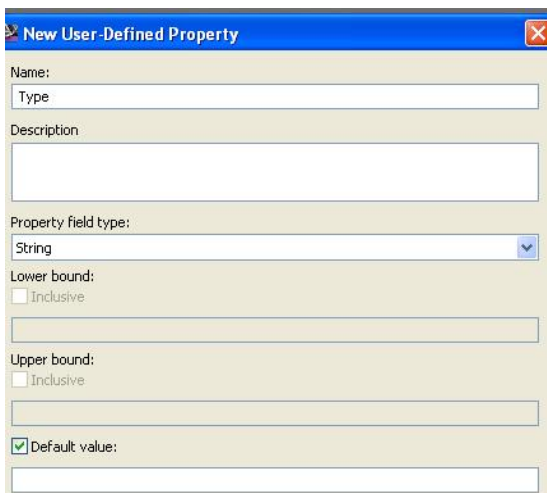 New User-Defined Property
Name:
Type
Description
Property field type:
String
Lower bound:
Inclusive
Upper bound:
Inclusive
Default value: